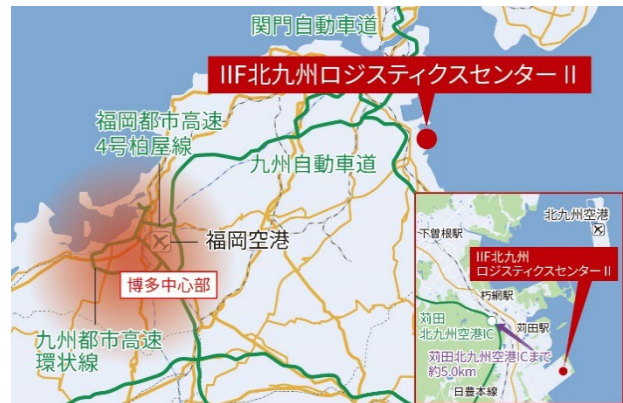 関門自動車道
IIF北九州ロジスティクスセンターⅡ
福岡都市高速
4号柏屋線
九州自動車道
福岡空港
博多中心部
九州都市高速
環状線
北九州空港
下曽根駅
IIF北九州
ロジスティクスセンターⅡ
朽網駅
苅田
北九州空港IC
苅田駅
苅田北九州空港ICまで
約5.0km
日豊本線